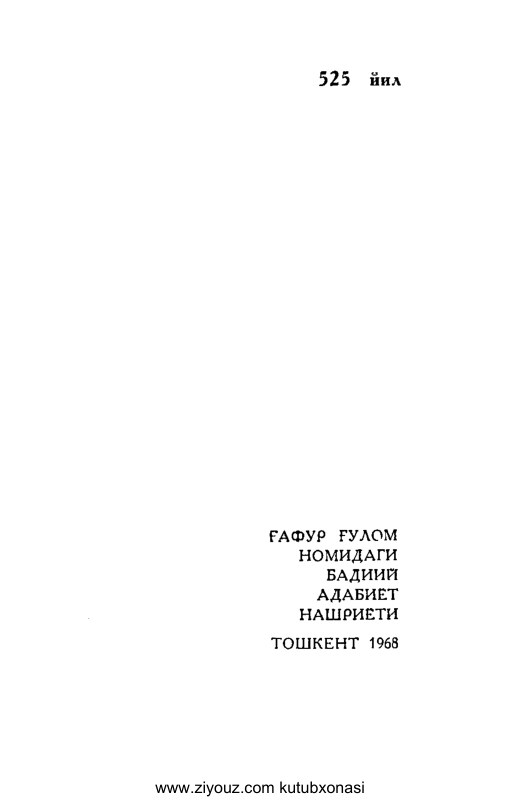 525 йил
ҒАФУР ҒУЛОМ
НОМИДАГИ
БАДИИЙ
АДАБИЕТ
НАШРИЕТИ
ТОШКЕНТ 1968
www.ziyouz.com kutubxonasi